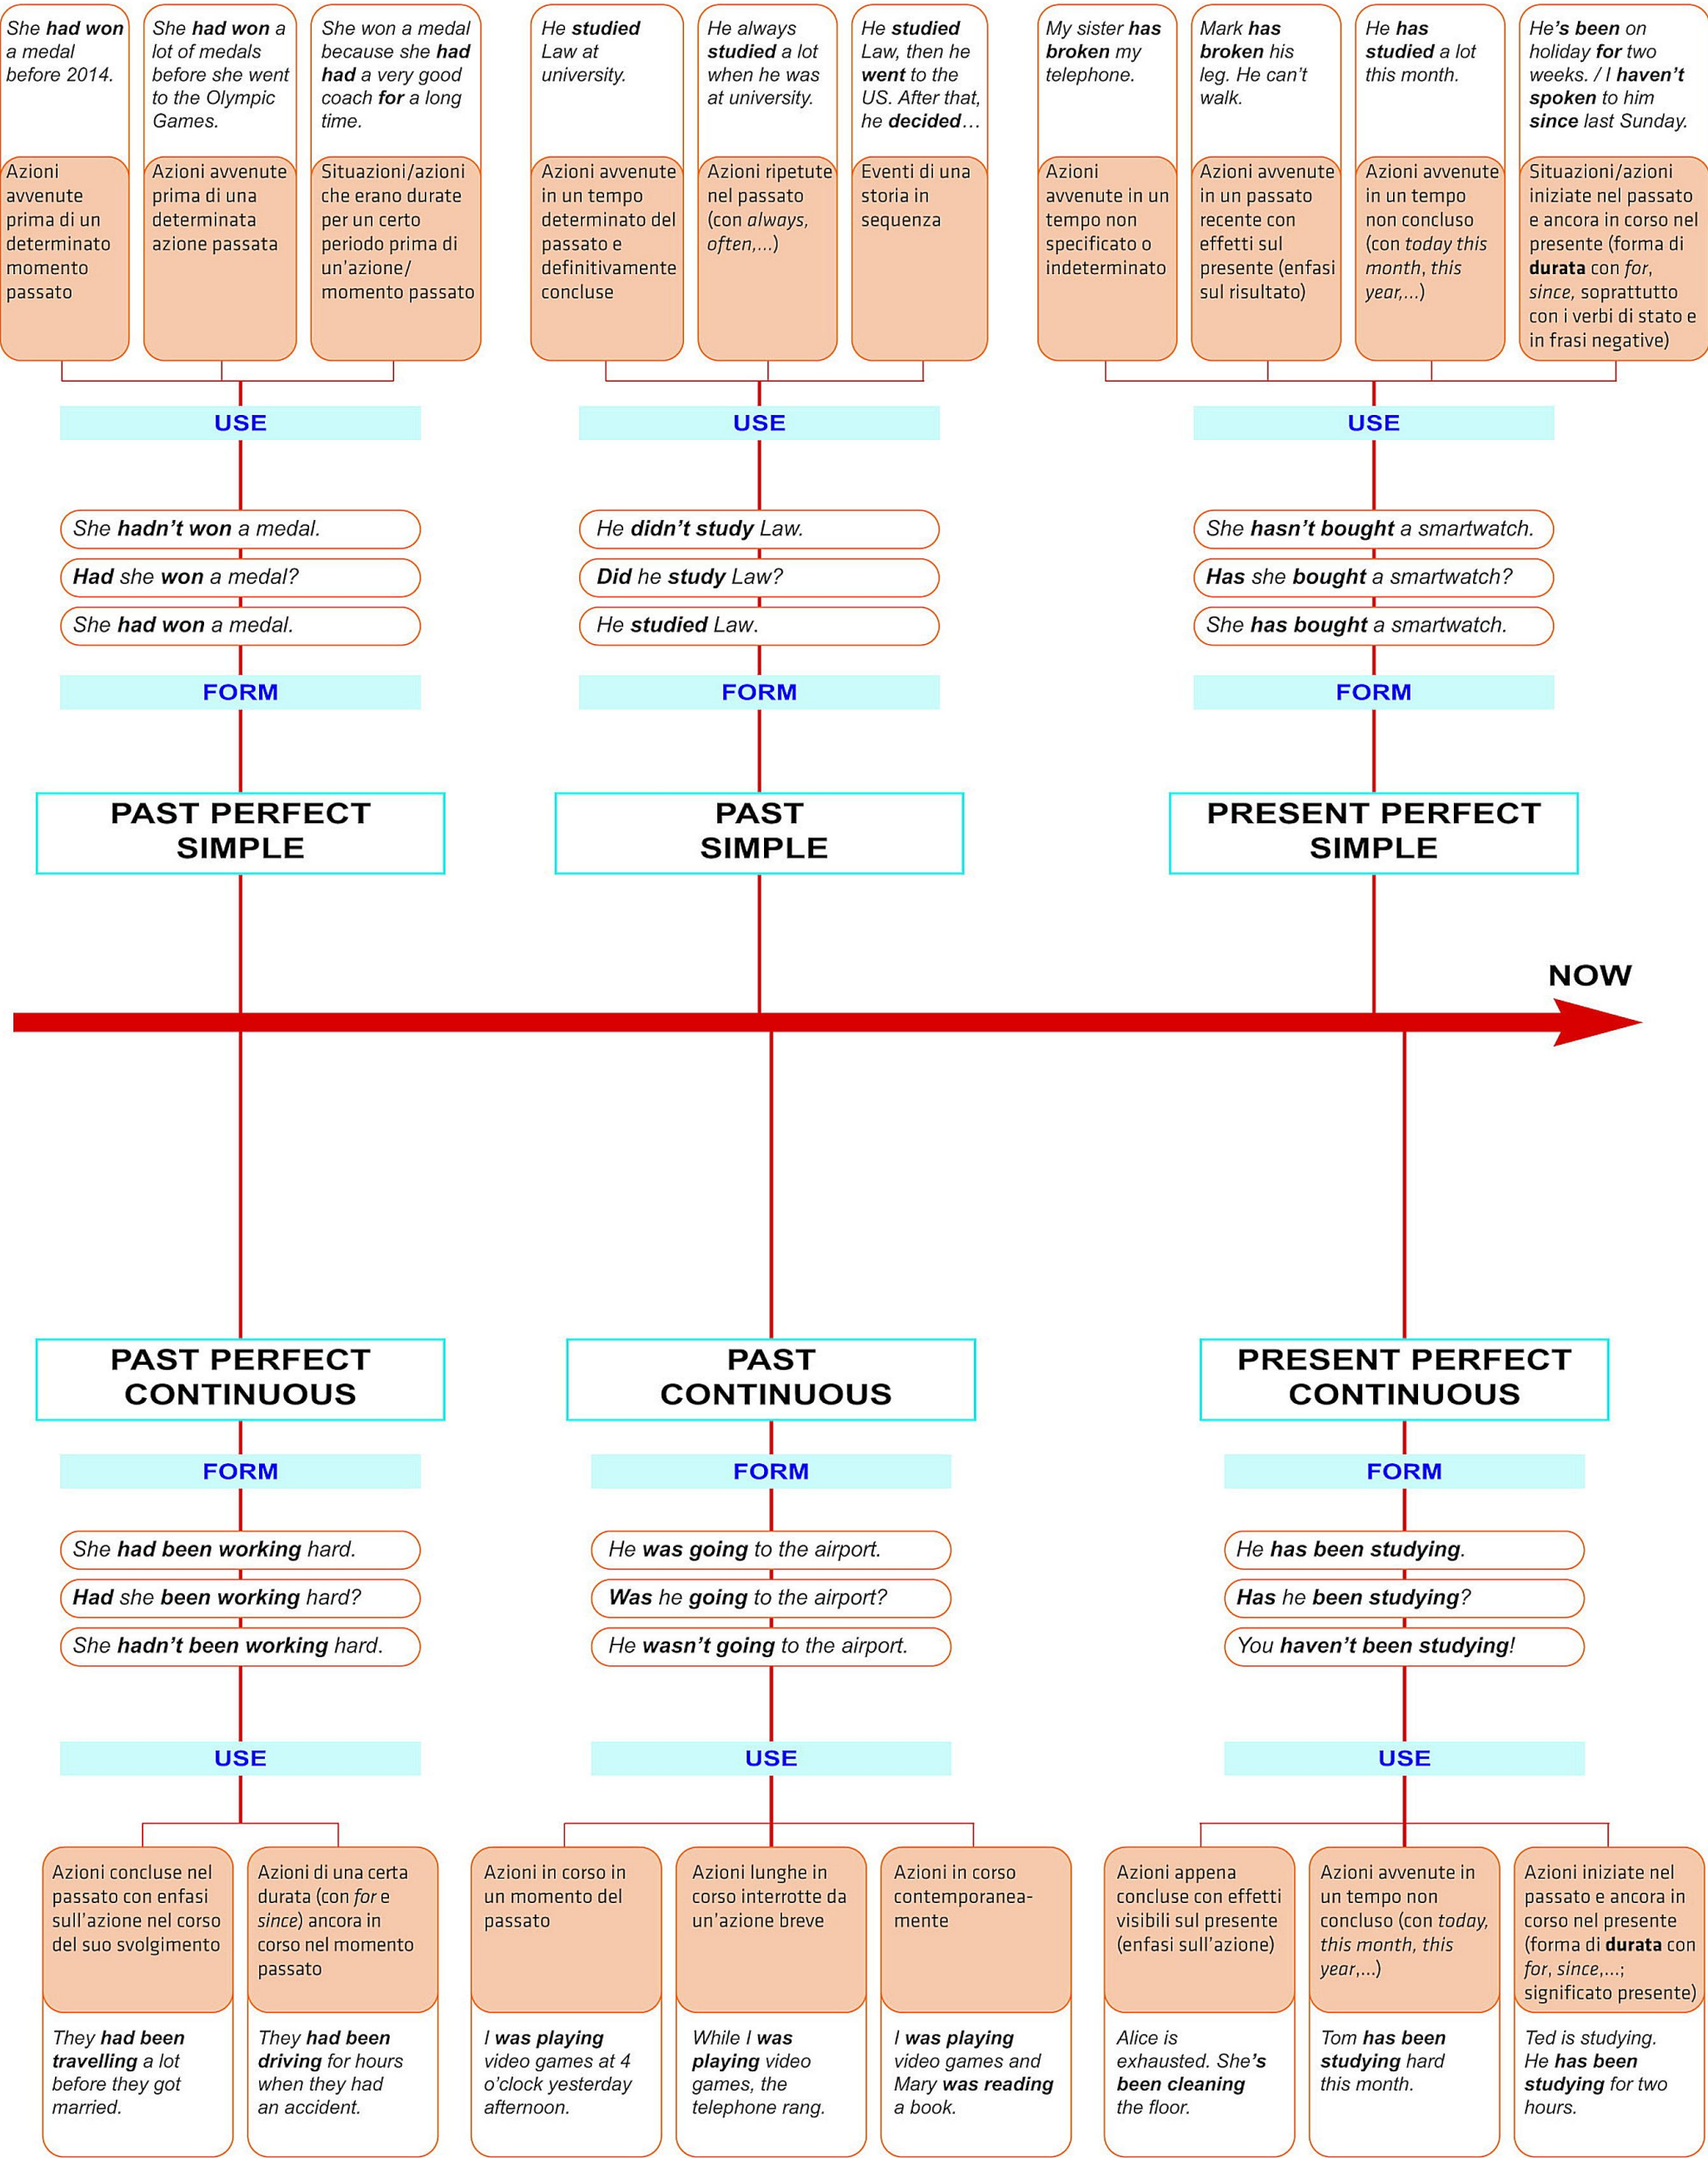 She had won
a medal
before 2014.
She had won a
lot of medals
before she went
to the Olympic
Games.
She won a medal
because she had
had a very good
coach for a long
time.
He studied
Law at
university.
He always
studied a lot
when he was
at university.
He studied
Law, then he
went to the
US. After that,
he decided…
My sister has
broken my
telephone.
Mark has
broken his
leg. He can’t
walk.
He has
studied a lot
this month.
He’s been on
holiday for two
weeks. / I haven’t
spoken to him
since last Sunday.
Azioni
avvenute
prima di un
determinato
momento
passato
Azioni avvenute
prima di una
determinata
azione passata
Situazioni/azioni
che erano durate
per un certo
periodo prima di
un’azione/
momento passato
Azioni avvenute
in un tempo
determinato del
passato e
definitivamente
concluse
Azioni ripetute
nel passato
(con always,
often,…)
Eventi di una
storia in
sequenza
Azioni
avvenute in un
tempo non
specificato o
indeterminato
Azioni avvenute
in un passato
recente con
effetti sul
presente (enfasi
sul risultato)
Azioni avvenute
in un tempo
non concluso
(con today this
month, this
year,…)
Situazioni/azioni
iniziate nel passato
e ancora in corso nel
presente (forma di
durata con for,
since, soprattutto
con i verbi di stato e
in frasi negative)
USE
USE
USE
She hadn’t won a medal.
Had she won a medal?
She had won a medal.
He didn’t study Law.
Did he study Law?
He studied Law.
She hasn’t bought a smartwatch.
Has she bought a smartwatch?
She has bought a smartwatch.
FORM
FORM
FORM
PAST PERFECT
SIMPLE
PAST
SIMPLE
PRESENT PERFECT
SIMPLE
NOW
PAST PERFECT
CONTINUOUS
PAST
CONTINUOUS
PRESENT PERFECT
CONTINUOUS
FORM
FORM
FORM
She had been working hard.
Had she been working hard?
She hadn’t been working hard.
He was going to the airport.
Was he going to the airport?
He wasn’t going to the airport.
He has been studying.
Has he been studying?
You haven’t been studying!
USE
USE
USE
Azioni concluse nel
passato con enfasi
sull’azione nel corso
del suo svolgimento
Azioni di una certa
durata (con for e
since) ancora in
corso nel momento
passato
Azioni in corso in
un momento del
passato
Azioni lunghe in
corso interrotte da
un’azione breve
Azioni in corso
contemporanea-
mente
Azioni appena
concluse con effetti
visibili sul presente
(enfasi sull’azione)
Azioni avvenute in
un tempo non
concluso (con today,
this month, this
year,…)
Azioni iniziate nel
passato e ancora in
corso nel presente
(forma di durata con
for, since,…;
significato presente)
They had been
travelling a lot
before they got
married.
They had been
driving for hours
when they had
an accident.
I was playing
video games at 4
o’clock yesterday
afternoon.
While I was
playing video
games, the
telephone rang.
I was playing
video games and
Mary was reading
a book.
Alice is
exhausted. She’s
been cleaning
the floor.
Tom has been
studying hard
this month.
Ted is studying.
He has been
studying for two
hours.